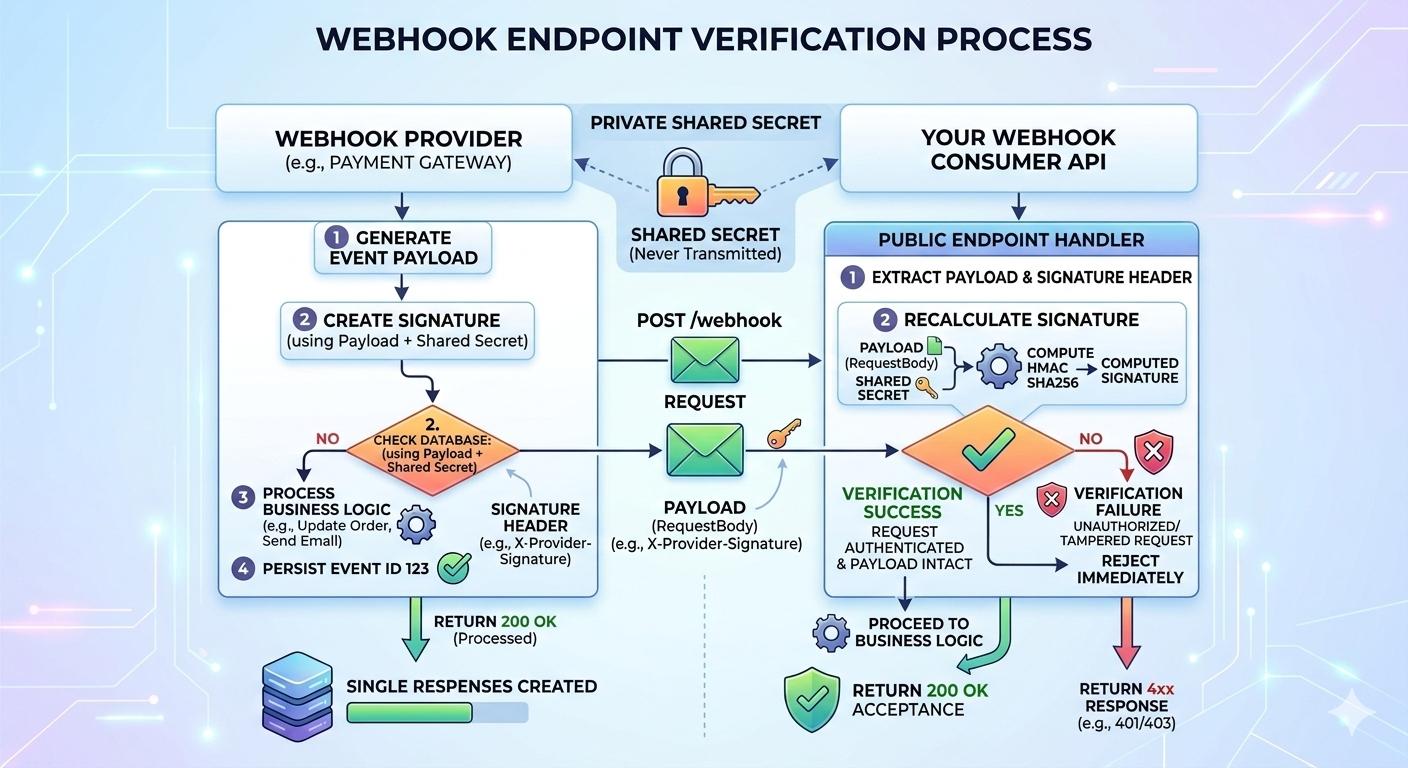 WEBHOOK ENDPOINT VERIFICATION PROCESS
WEBHOOK PROVIDER
(e.g., PAYMENT GATEWAY)
PRIVATE SHARED SECRET
SHARED SECRET
(Never Transmitted)
YOUR WEBHOOK
CONSUMER API
1 GENERATE
EVENT PAYLOAD
2 CREATE SIGNATURE
(using Payload + Shared Secret)
2.
CHECK DATABASE:
(using Payload +
Shared Secret)
NO
3 PROCESS
BUSINESS LOGIC
(e.g., Update Order,
Send Emall)
4 PERSIST EVENT ID 123
SIGNATURE
HEADER
(e.g., X-Provider-
Signature)
RETURN 200 OK
(Processed)
SINGLE RESPENSES CREATED
POST /webhook
REQUEST
PAYLOAD
(RequestBody)
(e.g., X-Provider-Signature)
PUBLIC ENDPOINT HANDLER
1 EXTRACT PAYLOAD & SIGNATURE HEADER
2 RECALCULATE SIGNATURE
PAYLOAD
(RequestBody)
SHARED
SECRET
COMPUTE
HMAC
SHA256
COMPUTED
SIGNATURE
NO
YES
VERIFICATION
SUCCESS
REQUEST
AUTHENTICATED
& PAYLOAD INTACT
VERIFICATION
FAILURE
UNAUTHORIZED/
TAMPERED REQUEST
REJECT
IMMEDIATELY
PROCEED TO
BUSINESS LOGIC
RETURN 200 OK
ACCEPTANCE
RETURN 4xx
RESPONSE
(e.g., 401/403)